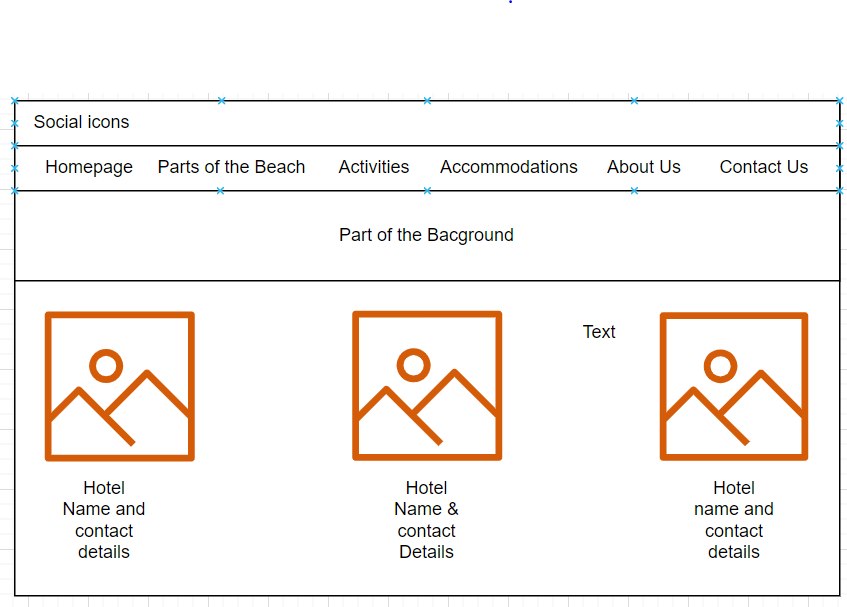 Social icons
Homepage Parts of the Beach Activities Accommodations About Us Contact Us
Part of the Bacground
Text
Hotel
Name and
contact
details
Hotel
Name &
contact
Details
Hotel
name and
contact
details